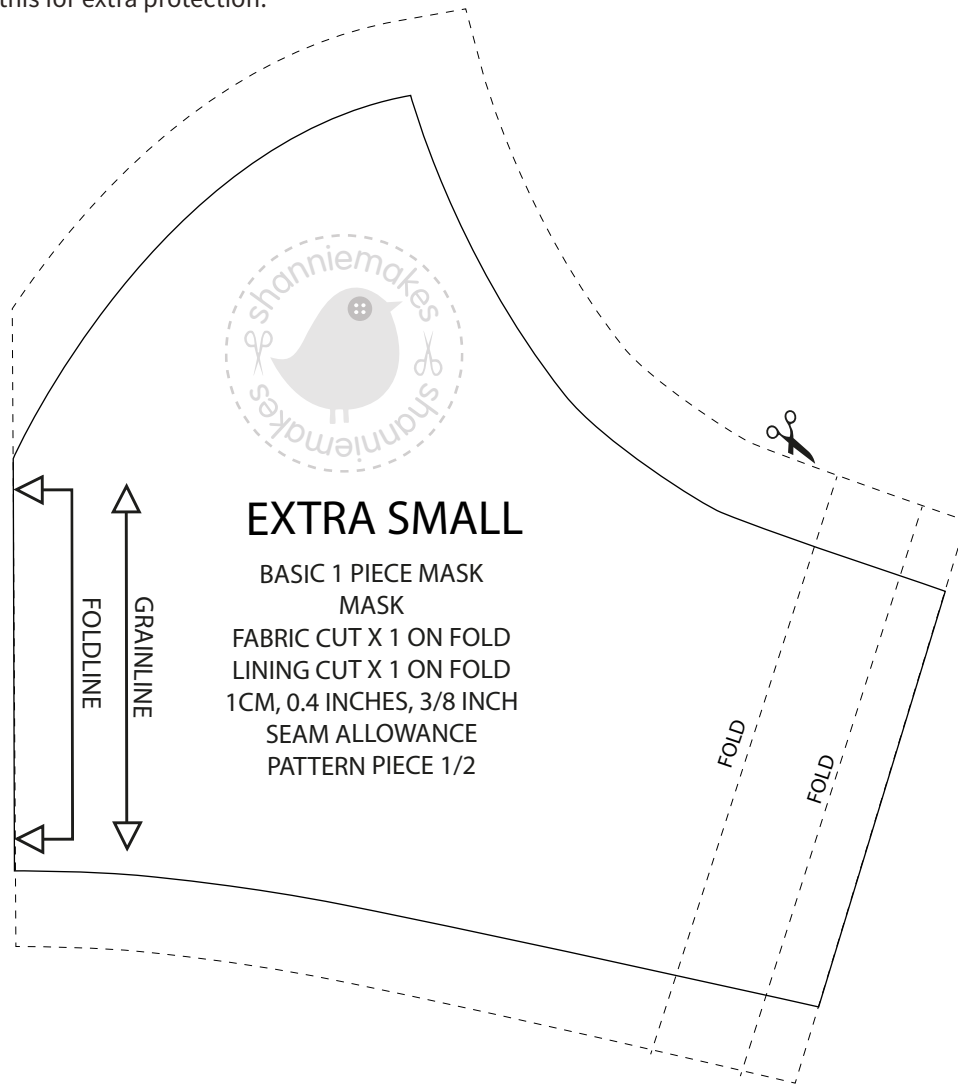 this for extra protection.
shanniemakes
shanniemakes
EXTRA SMALL
BASIC 1 PIECE MASK
MASK
FABRIC CUT X 1 ON FOLD
LINING CUT X 1 ON FOLD
1CM, 0.4 INCHES, 3/8 INCH
SEAM ALLOWANCE
PATTERN PIECE 1/2
FOLDLINE
GRAINLINE
FOLD
FOLD